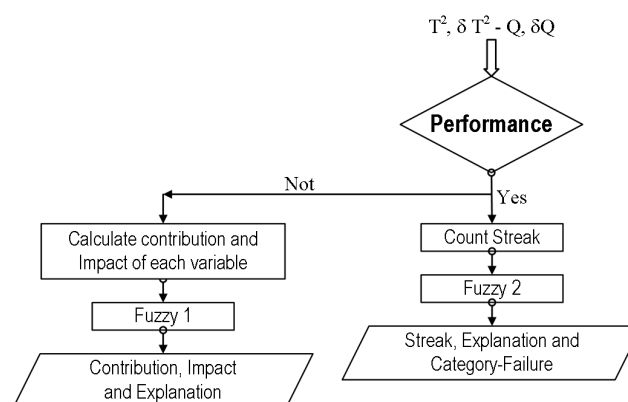 T², δ T² - Q, δQ
Performance
Not
Yes
Calculate contribution and
Impact of each variable
Count Streak
Fuzzy 1
Fuzzy 2
Contribution, Impact
and Explanation
Streak, Explanation and
Category-Failure